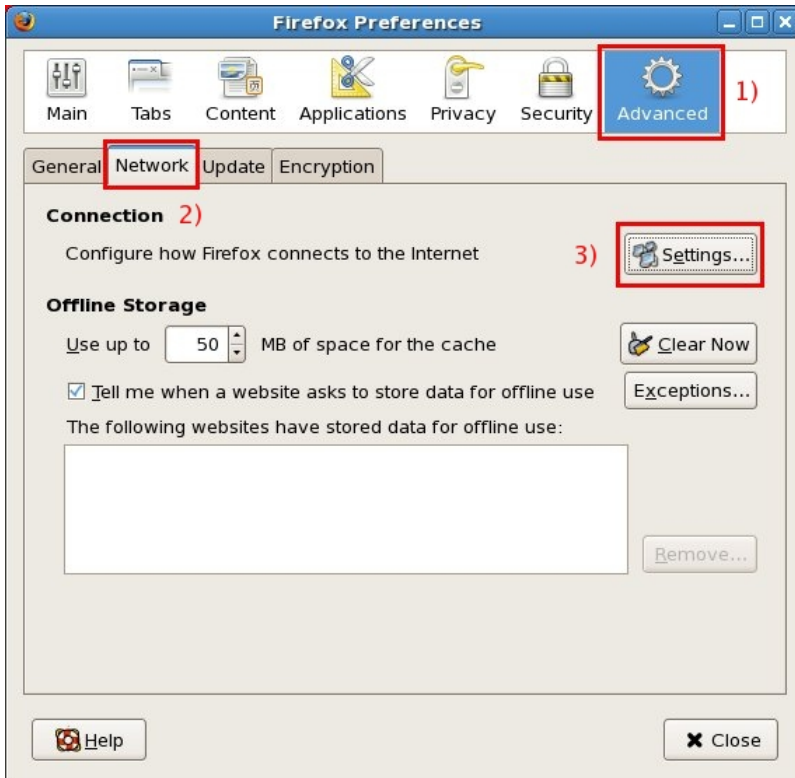 Firefox Preferences
Main Tabs Content Applications Privacy Security Advanced 1)
General Network Update Encryption
Connection 2)
Configure how Firefox connects to the Internet 3) Settings...
Offline Storage
Use up to 50 MB of space for the cache Clear Now
Tell me when a website asks to store data for offline use Exceptions...
The following websites have stored data for offline use:
Remove...
Help Close